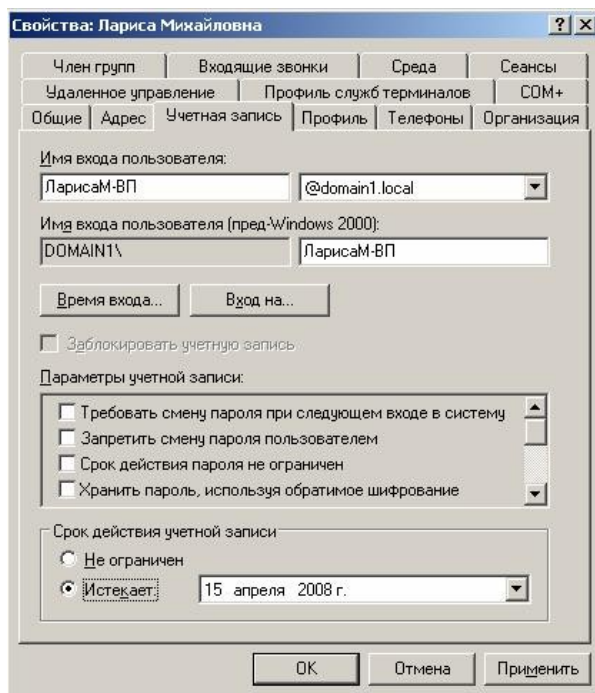 Свойства: Лариса Михайловна
Член групп Входящие звонки Среда Сеансы
Удаленное управление Профиль служб терминалов COM+
Общие Адрес Учетная запись Профиль Телефоны Организация
Имя входа пользователя:
ЛарисаМ-ВП @domain1.local
Имя входа пользователя (пред-Windows 2000):
DOMAIN1\ ЛарисаМ-ВП
Время входа... Вход на...
Заблокировать учетную запись
Параметры учетной записи:
Требовать смену пароля при следующем входе в систему
Запретить смену пароля пользователем
Срок действия пароля не ограничен
Хранить пароль, используя обратимое шифрование
Срок действия учетной записи
Не ограничен
Истекает: 15 апреля 2008 г.
OK Отмена Применить